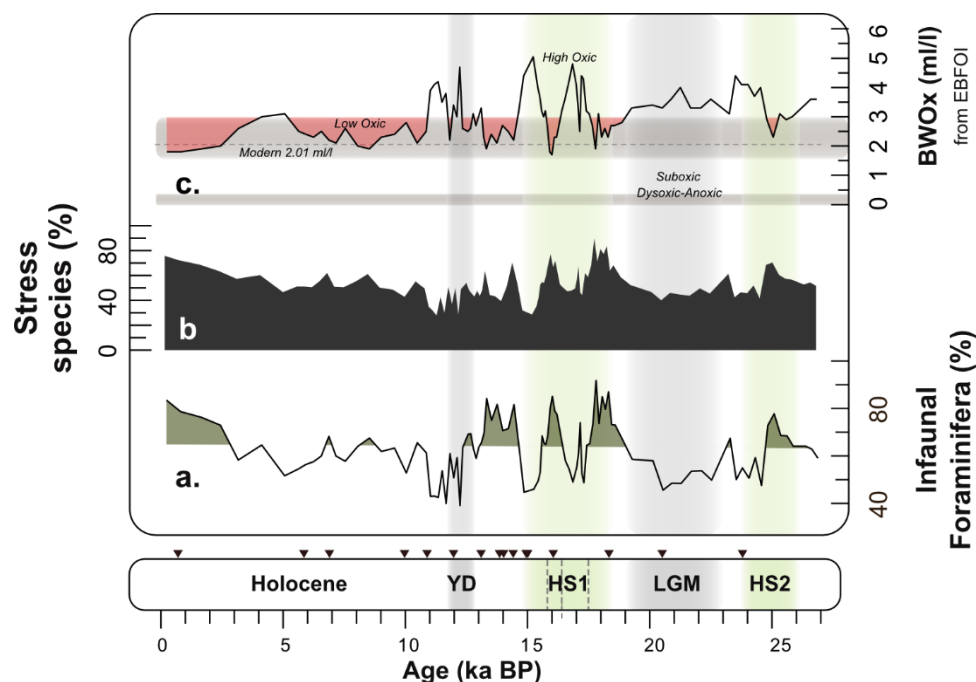 6
5
4
3
2
1
0
BWOx (ml/l)
from EBFOI
High Oxic
Low Oxic
Modern 2.01 ml/l
c.
Suboxic
Dysoxic-Anoxic
Stress
species (%)
80
40
0
b
Infaunal
Foraminifera (%)
80
40
a.
Holocene YD HS1 LGM HS2
0 5 10 15 20 25
Age (ka BP)